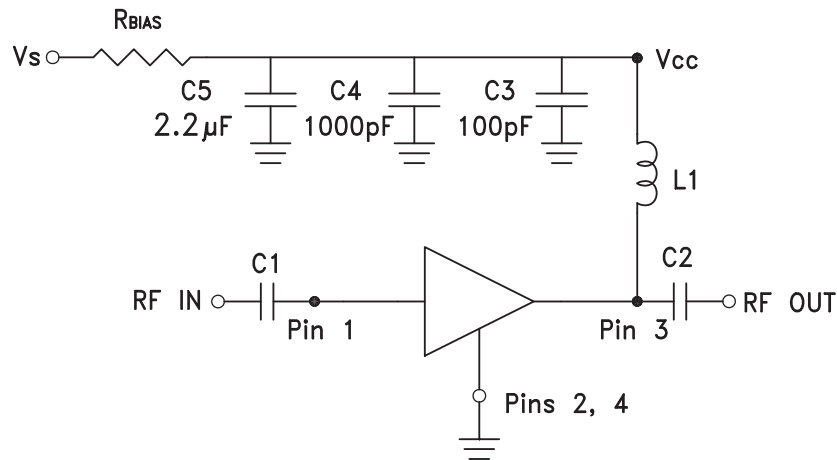 RBIAS
Vs
Vcc
C5
C4
C3
2.2µF
1000pF
100pF
L1
C1
C2
RF IN
RF OUT
Pin 1
Pin 3
Pins 2, 4